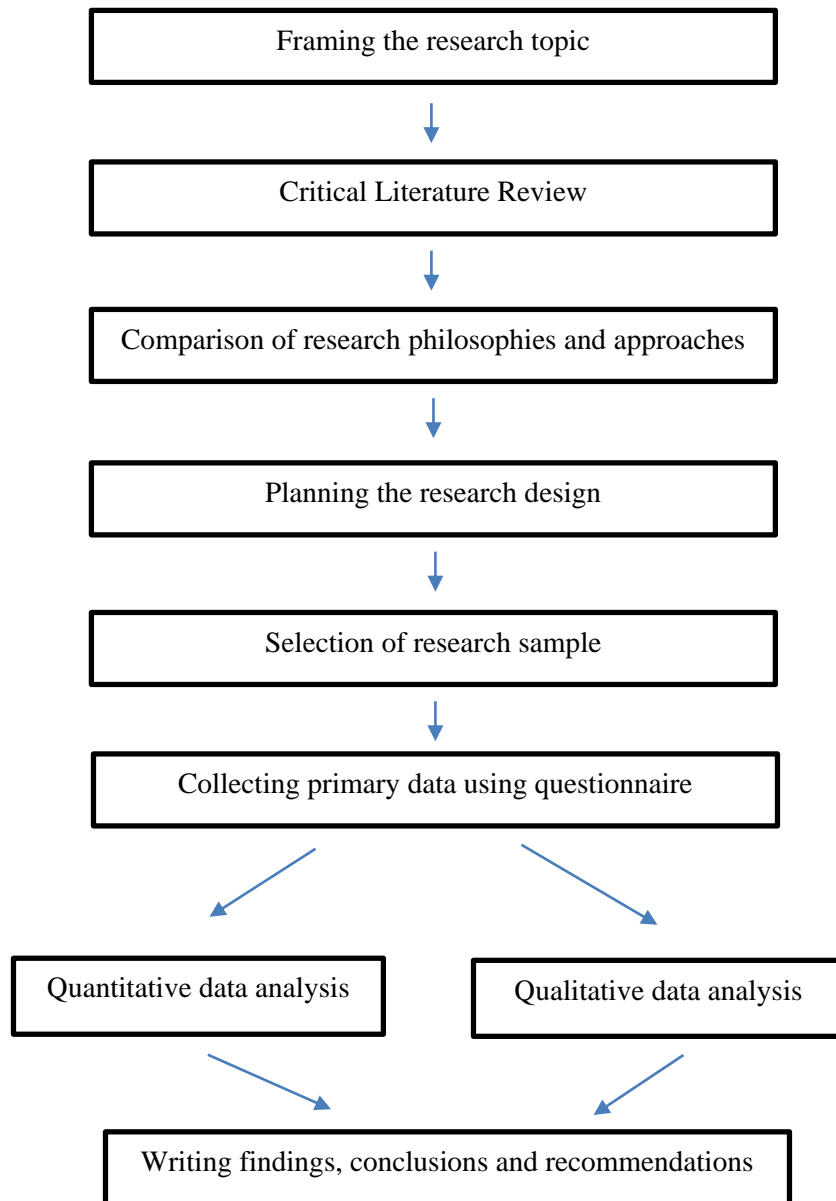 Framing the research topic
Critical Literature Review
Comparison of research philosophies and approaches
Planning the research design
Selection of research sample
Collecting primary data using questionnaire
Quantitative data analysis
Qualitative data analysis
Writing findings, conclusions and recommendations